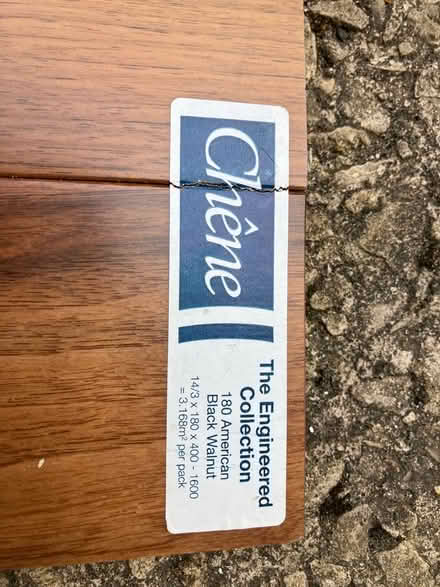 Chêne
The Engineered
Collection
180 American
Black Walnut
14/3 x 180 x 400 - 1600
= 3.168m² per pack